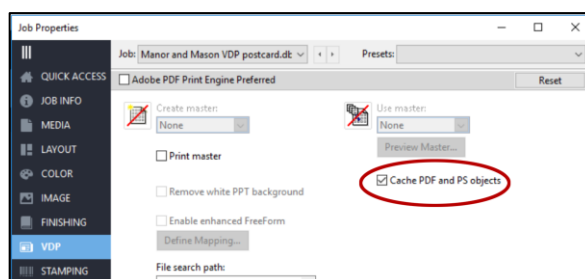 Job Properties
Job: Manor and Mason VDP postcard.dt
Presets:
QUICK ACCESS
Adobe PDF Print Engine Preferred
Reset
JOB INFO
Create master:
Use master:
MEDIA
None
None
LAYOUT
Print master
Preview Master...
COLOR
Cache PDF and PS objects
IMAGE
Remove white PPT background
FINISHING
Enable enhanced FreeForm
VDP
Define Mapping...
STAMPING
File search path: